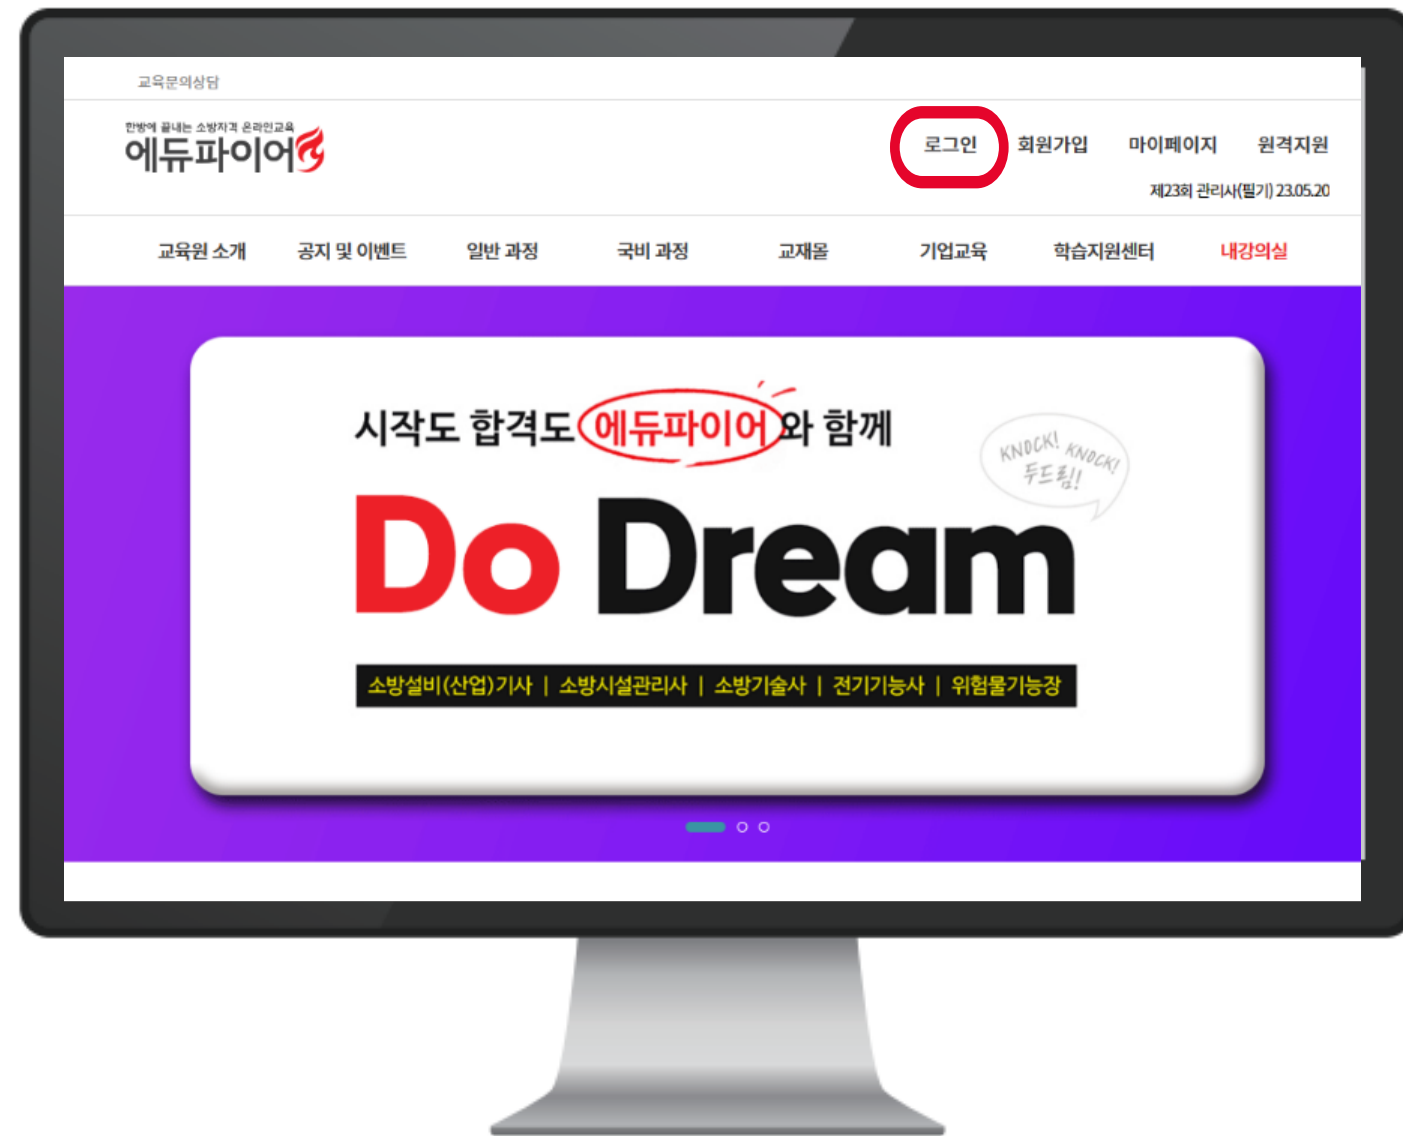 교육문의상담
한방에 끝내는 소방자격 온라인교육
에듀파이어
로그인 회원가입 마이페이지 원격지원
제23회 관리사(필기) 23.05.20
교육원 소개 공지 및 이벤트 일반 과정 국비 과정 교재몰 기업교육 학습지원센터 내강의실
시작도 합격도 에듀파이어와 함께
KNOCK! KNOCK!
두드림!
Do Dream
소방설비(산업)기사 | 소방시설관리사 | 소방기술사 | 전기기능사 | 위험물기능장